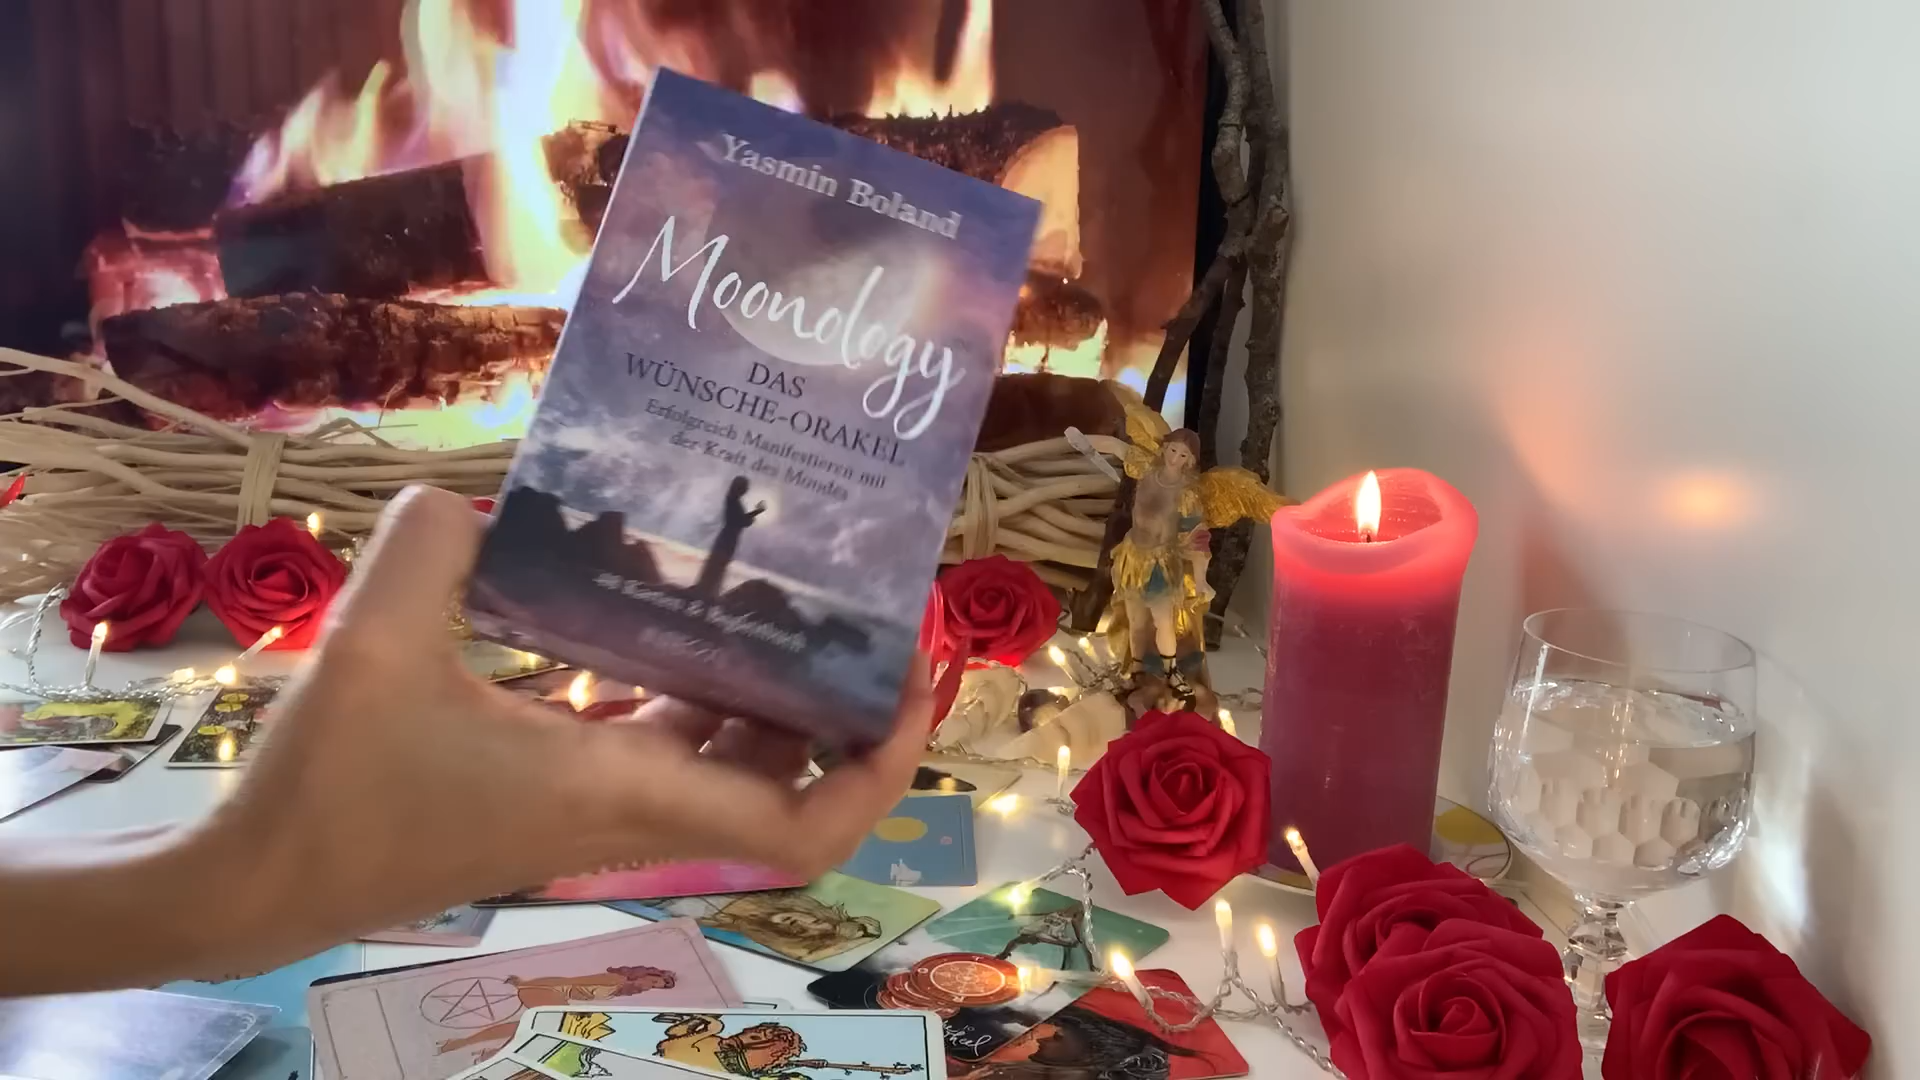 Yasmin Boland
Moonology
DAS
WÜNSCHE-ORAKEL
Erfolgreich Manifestieren mit
der Kraft des Mondes